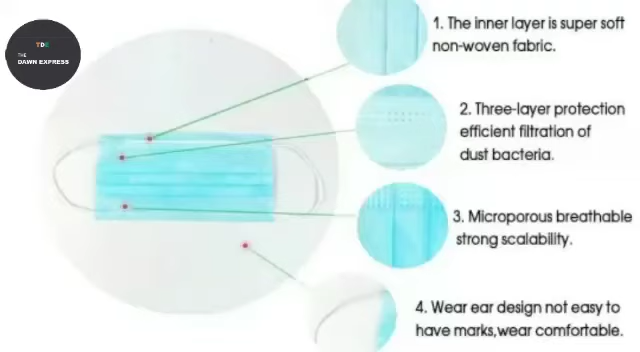 TDE
THE
DAWN EXPRESS
1. The inner layer is super soft
non-woven fabric.
2. Three-layer protection
efficient filtration of
dust bacteria.
3. Microporous breathable
strong scalability.
4. Wear ear design not easy to
have marks,wear comfortable.